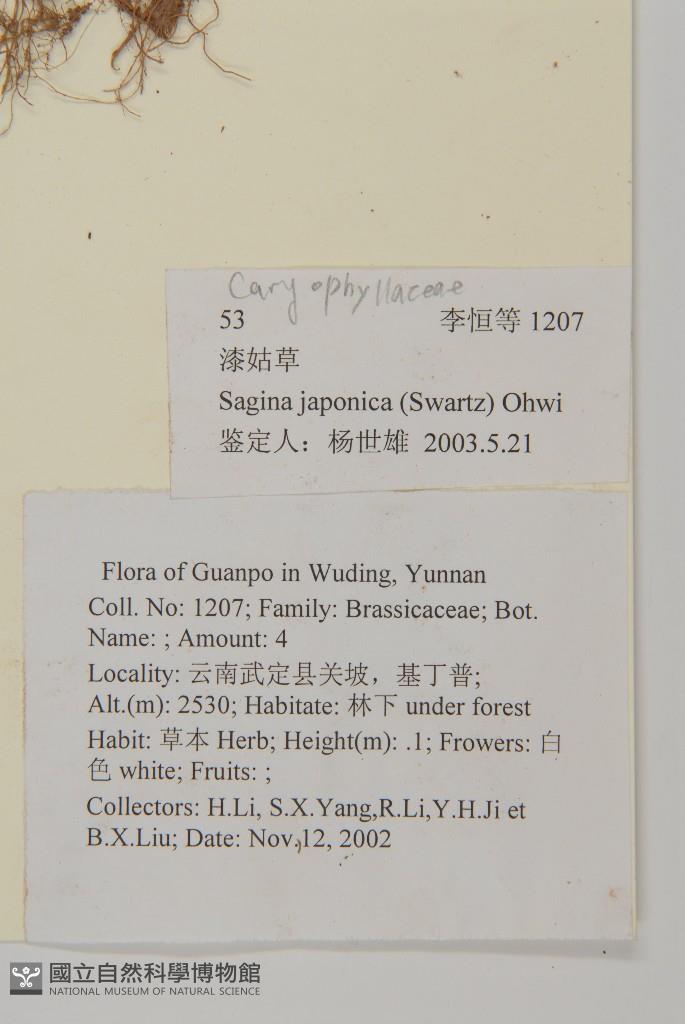 Caryophyllaceae
53 李恒等 1207
漆姑草
Sagina japonica (Swartz) Ohwi
鉴定人：杨世雄 2003.5.21
Flora of Guanpo in Wuding, Yunnan
Coll. No: 1207; Family: Brassicaceae; Bot.
Name: ; Amount: 4
Locality: 云南武定县关坡，基丁普;
Alt.(m): 2530; Habitate: 林下 under forest
Habit: 草本 Herb; Height(m): .1; Frowers: 白
色 white; Fruits: ;
Collectors: H.Li, S.X.Yang,R.Li,Y.H.Ji et
B.X.Liu; Date: Nov,12, 2002
國立自然科學博物館
NATIONAL MUSEUM OF NATURAL SCIENCE